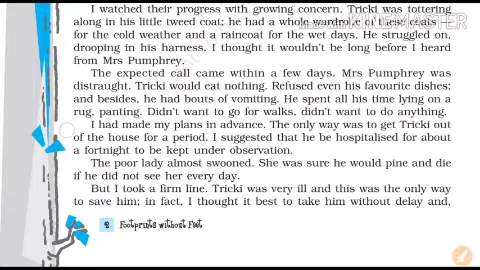 I watched their progress with growing concern. Tricki was tottering
along in his little tweed coat; he had a whole wardrobe of these coats —
for the cold weather and a raincoat for the wet days. He struggled on,
drooping in his harness. I thought it wouldn't be long before I heard
from Mrs Pumphrey.
The expected call came within a few days. Mrs Pumphrey was
distraught. Tricki would eat nothing. Refused even his favourite dishes;
and besides, he had bouts of vomiting. He spent all his time lying on a
rug, panting. Didn't want to go for walks, didn't want to do anything.
I had made my plans in advance. The only way was to get Tricki out
of the house for a period. I suggested that he be hospitalised for about
a fortnight to be kept under observation.
The poor lady almost swooned. She was sure he would pine and die
if he did not see her every day.
But I took a firm line. Tricki was very ill and this was the only way
to save him; in fact, I thought it best to take him without delay and,
8 Footprints without Feet